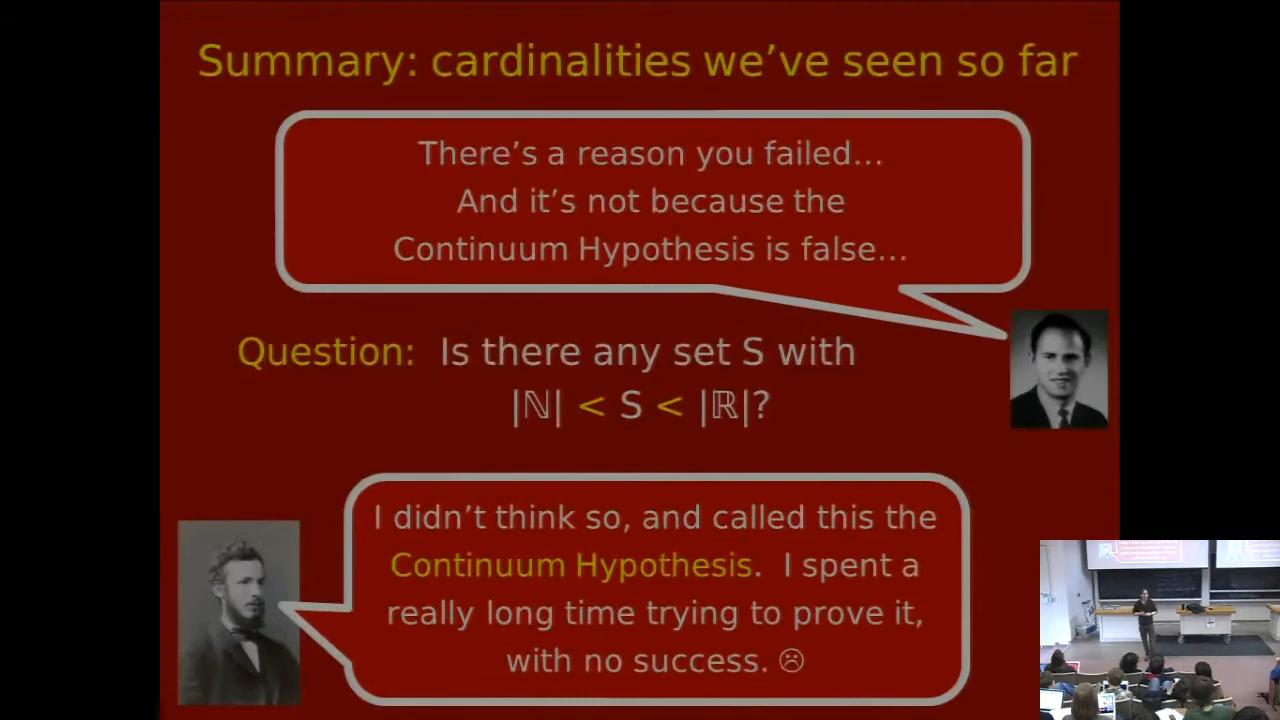 Summary: cardinalities we’ve seen so far
There’s a reason you failed...
And it’s not because the
Continuum Hypothesis is false...
Question: Is there any set S with
|ℕ| < S < |ℝ|?
I didn’t think so, and called this the
Continuum Hypothesis. I spent a
really long time trying to prove it,
with no success. ☹